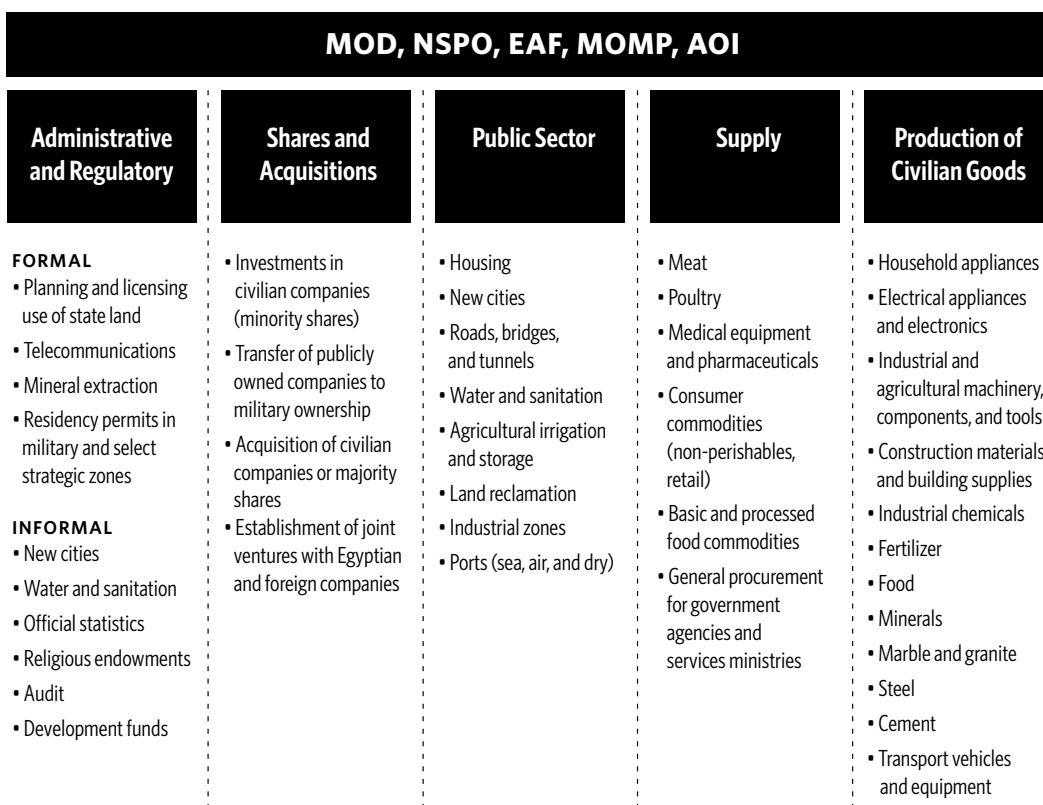 MOD, NSPO, EAF, MOMP, AOI
Administrative
and Regulatory
FORMAL
• Planning and licensing
use of state land
• Telecommunications
• Mineral extraction
• Residency permits in
military and select
strategic zones
INFORMAL
• New cities
• Water and sanitation
• Official statistics
• Religious endowments
• Audit
• Development funds
Shares and
Acquisitions
• Investments in
civilian companies
(minority shares)
• Transfer of publicly
owned companies to
military ownership
• Acquisition of civilian
companies or majority
shares
• Establishment of joint
ventures with Egyptian
and foreign companies
Public Sector
• Housing
• New cities
• Roads, bridges,
and tunnels
• Water and sanitation
• Agricultural irrigation
and storage
• Land reclamation
• Industrial zones
• Ports (sea, air, and dry)
Supply
• Meat
• Poultry
• Medical equipment
and pharmaceuticals
• Consumer
commodities
(non-perishables,
retail)
• Basic and processed
food commodities
• General procurement
for government
agencies and
services ministries
Production of
Civilian Goods
• Household appliances
• Electrical appliances
and electronics
• Industrial and
agricultural machinery,
components, and tools
• Construction materials
and building supplies
• Industrial chemicals
• Fertilizer
• Food
• Minerals
• Marble and granite
• Steel
• Cement
• Transport vehicles
and equipment